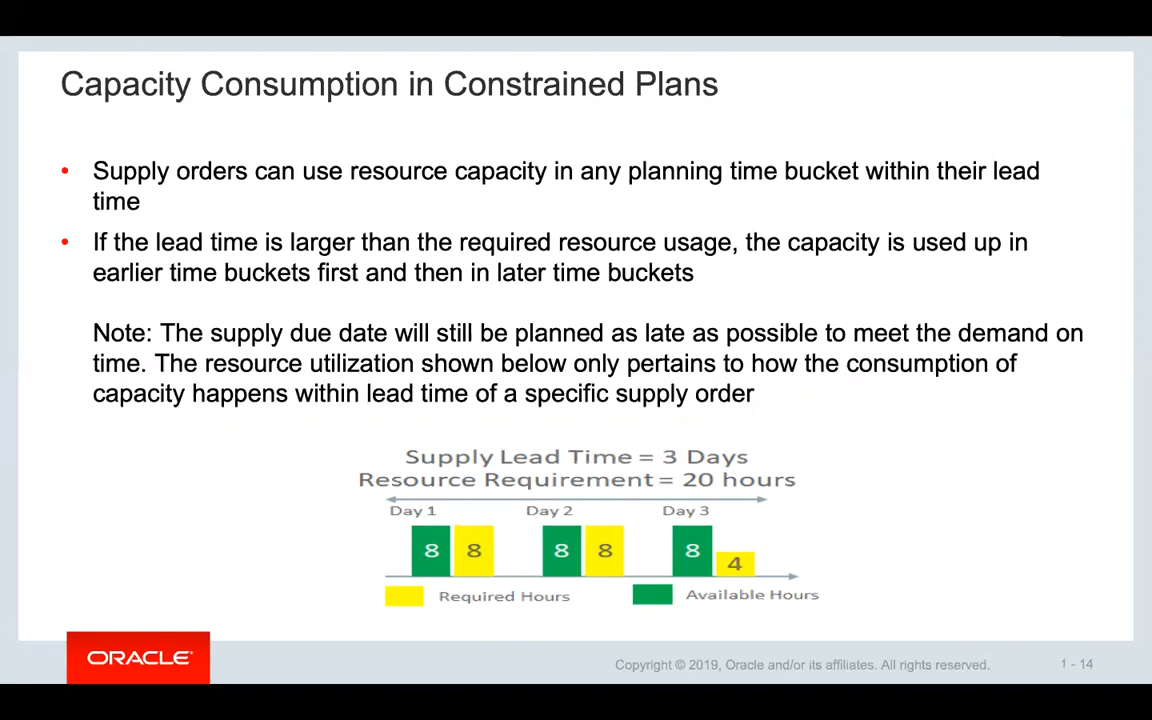 Capacity Consumption in Constrained Plans
• Supply orders can use resource capacity in any planning time bucket within their lead
time
• If the lead time is larger than the required resource usage, the capacity is used up in
earlier time buckets first and then in later time buckets
Note: The supply due date will still be planned as late as possible to meet the demand on
time. The resource utilization shown below only pertains to how the consumption of
capacity happens within lead time of a specific supply order
Supply Lead Time = 3 Days
Resource Requirement = 20 hours
Day 1 Day 2 Day 3
8 8 8 8 8 4
Required Hours Available Hours
ORACLE®
Copyright © 2019, Oracle and/or its affiliates. All rights reserved. 1 - 14